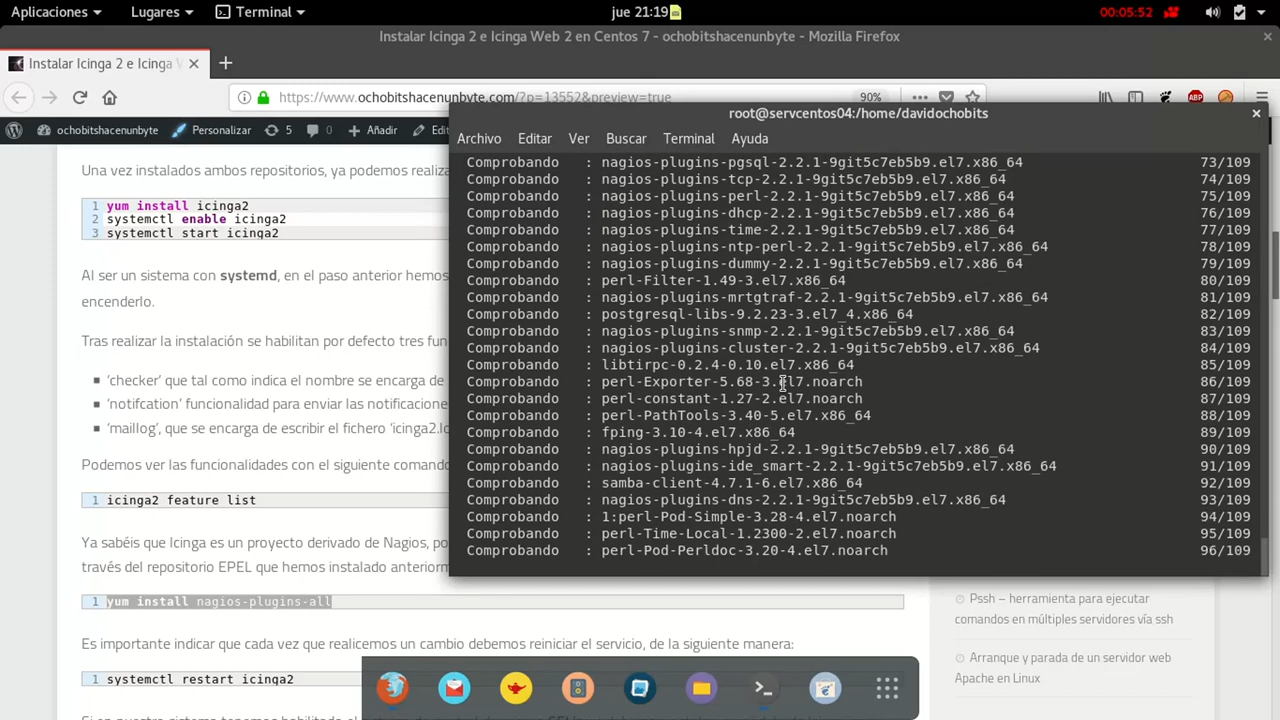 Aplicaciones Lugares Terminal jue 21:19 00:05:52
Instalar Icinga 2 e Icinga Web 2 en Centos 7 - ochobitshacenunbyte - Mozilla Firefox
Instalar Icinga 2 e Icinga W
https://www.ochobitshacenunbyte.com/?p=13552&preview=true 90% ABP
ochobitshacenunbyte Personalizar 5 0 Añadir Edit
Una vez instalados ambos repositorios, ya podemos realiza
1 yum install icinga2
2 systemctl enable icinga2
3 systemctl start icinga2
Al ser un sistema con systemd, en el paso anterior hemos
encenderlo.
Tras realizar la instalación se habilitan por defecto tres fun
'checker' que tal como indica el nombre se encarga de
'notifcation' funcionalidad para enviar las notificacione
'maillog', que se encarga de escribir el fichero 'icinga2.lo
Podemos ver las funcionalidades con el siguiente comando
1 icinga2 feature list
Ya sabéis que Icinga es un proyecto derivado de Nagios, po
través del repositorio EPEL que hemos instalado anteriorm
1 yum install nagios-plugins-all
Es importante indicar que cada vez que realicemos un cambio debemos reiniciar el servicio, de la siguiente manera:
1 systemctl restart icinga2
root@servcentos04:/home/davidochobits
Archivo Editar Ver Buscar Terminal Ayuda
Comprobando : nagios-plugins-pgsql-2.2.1-9git5c7eb5b9.el7.x86_64 73/109
Comprobando : nagios-plugins-tcp-2.2.1-9git5c7eb5b9.el7.x86_64 74/109
Comprobando : nagios-plugins-perl-2.2.1-9git5c7eb5b9.el7.x86_64 75/109
Comprobando : nagios-plugins-dhcp-2.2.1-9git5c7eb5b9.el7.x86_64 76/109
Comprobando : nagios-plugins-time-2.2.1-9git5c7eb5b9.el7.x86_64 77/109
Comprobando : nagios-plugins-ntp-perl-2.2.1-9git5c7eb5b9.el7.x86_64 78/109
Comprobando : nagios-plugins-dummy-2.2.1-9git5c7eb5b9.el7.x86_64 79/109
Comprobando : perl-Filter-1.49-3.el7.x86_64 80/109
Comprobando : nagios-plugins-mrtgtraf-2.2.1-9git5c7eb5b9.el7.x86_64 81/109
Comprobando : postgresql-libs-9.2.23-3.el7_4.x86_64 82/109
Comprobando : nagios-plugins-snmp-2.2.1-9git5c7eb5b9.el7.x86_64 83/109
Comprobando : nagios-plugins-cluster-2.2.1-9git5c7eb5b9.el7.x86_64 84/109
Comprobando : libtirpc-0.2.4-0.10.el7.x86_64 85/109
Comprobando : perl-Exporter-5.68-3.el7.noarch 86/109
Comprobando : perl-constant-1.27-2.el7.noarch 87/109
Comprobando : perl-PathTools-3.40-5.el7.x86_64 88/109
Comprobando : fping-3.10-4.el7.x86_64 89/109
Comprobando : nagios-plugins-hpjd-2.2.1-9git5c7eb5b9.el7.x86_64 90/109
Comprobando : nagios-plugins-ide_smart-2.2.1-9git5c7eb5b9.el7.x86_64 91/109
Comprobando : samba-client-4.7.1-6.el7.x86_64 92/109
Comprobando : nagios-plugins-dns-2.2.1-9git5c7eb5b9.el7.x86_64 93/109
Comprobando : 1:perl-Pod-Simple-3.28-4.el7.noarch 94/109
Comprobando : perl-Time-Local-1.2300-2.el7.noarch 95/109
Comprobando : perl-Pod-Perldoc-3.20-4.el7.noarch 96/109
Pssh – herramienta para ejecutar
comandos en múltiples servidores vía ssh
Arranque y parada de un servidor web
Apache en Linux